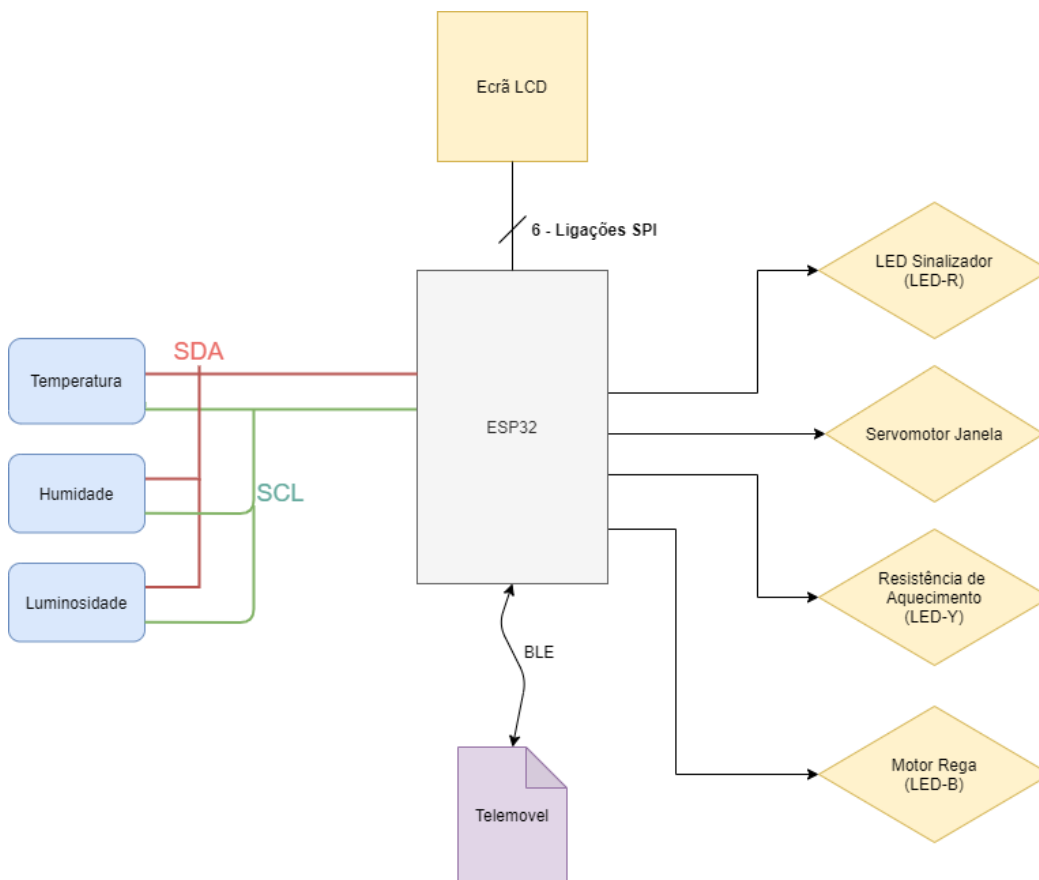 Ecrã LCD
6 - Ligações SPI
LED Sinalizador
(LED-R)
SDA
Temperatura
ESP32
Servomotor Janela
Humidade
SCL
Resistência de
Aquecimento
(LED-Y)
Luminosidade
BLE
Motor Rega
(LED-B)
Telemovel